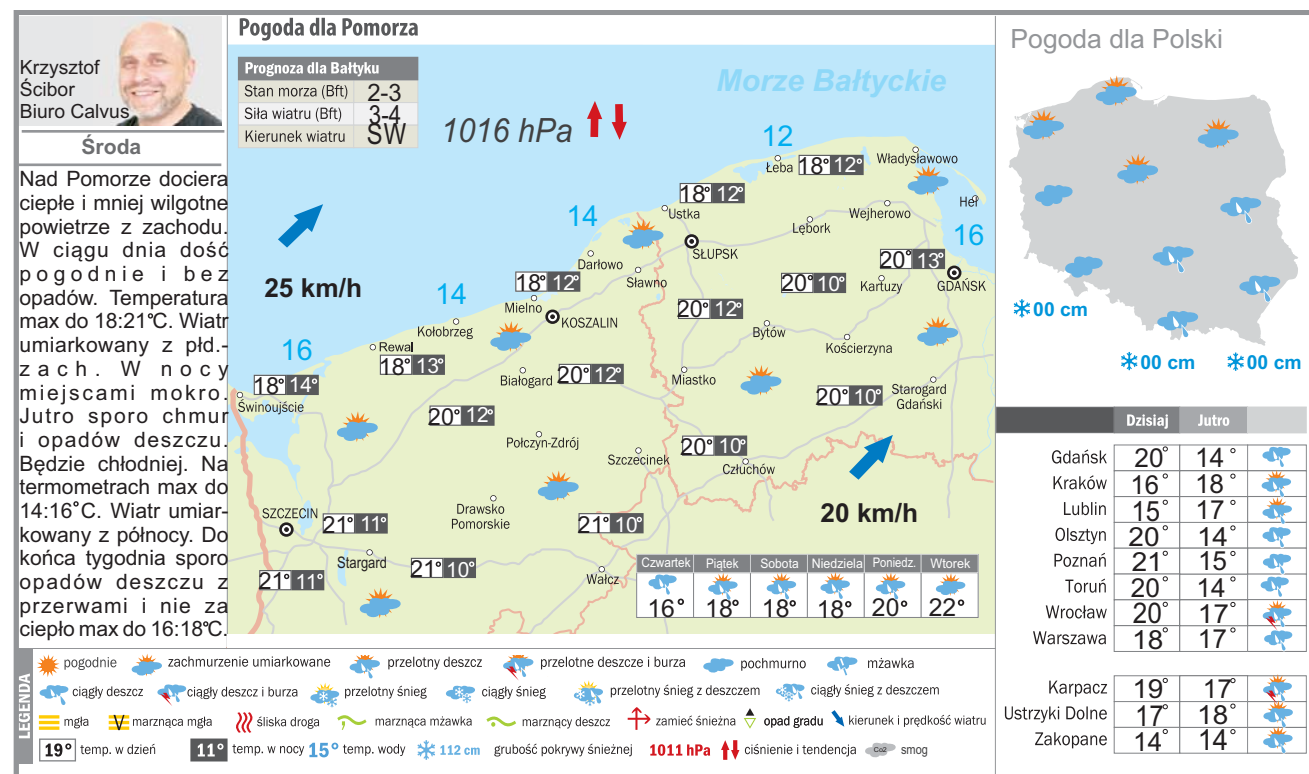 Krzysztof
Ścibor
Biuro Calvus
Środa
Nad Pomorze dociera
ciepłe i mniej wilgotne
powietrze z zachodu.
W ciągu dnia dość
pogodnie i bez
opadów. Temperatura
max do 18:21°C. Wiatr
umiarkowany z płd.-
zach. W nocy
miejscami mokro.
Jutro sporo chmur
i opadów deszczu.
Będzie chłodniej. Na
termometrach max do
14:16°C. Wiatr umiar-
kowany z północy. Do
końca tygodnia sporo
opadów deszczu z
przerwami i nie za
ciepło max do 16:18°C.
Pogoda dla Pomorza
Prognoza dla Bałtyku
Stan morza (Bft) 2-3
Siła wiatru (Bft) 3-4
Kierunek wiatru SW
Morze Bałtyckie
1016 hPa
12
Łeba 18° 12°
Władysławowo
18° 12°
Ustka
Hel
Wejherowo
Lębork
14
16
SŁUPSK
20° 13°
GDAŃSK
Darłowo
Sławno
18° 12°
20° 10°
Kartuzy
25 km/h
14
Mielno
KOSZALIN
20° 12°
Kołobrzeg
Bytów
Kościerzyna
16
Rewal
18° 13°
18° 14°
Świnoujście
Białogard 20° 12°
Miastko
20° 10°
Starogard
Gdański
20° 12°
Połczyn-Zdrój
20° 10°
Szczecinek
Człuchów
Drawsko
Pomorskie
20 km/h
SZCZECIN
21° 11°
21° 10°
Stargard
21° 10°
21° 11°
Wałcz
Czwartek Piątek Sobota Niedziela Poniedz. Wtorek
16° 18° 18° 18° 20° 22°
Pogoda dla Polski
00 cm
00 cm 00 cm
Dzisiaj Jutro
Gdańsk 20° 14°
Kraków 16° 18°
Lublin 15° 17°
Olsztyn 20° 14°
Poznań 21° 15°
Toruń 20° 14°
Wrocław 20° 17°
Warszawa 18° 17°
Karpacz 19° 17°
Ustrzyki Dolne 17° 18°
Zakopane 14° 14°
LEGENDA
pogodnie zachmurzenie umiarkowane przelotny deszcz przelotne deszcze i burza pochmurno mżawka
ciągły deszcz ciągły deszcz i burza przelotny śnieg ciągły śnieg przelotny śnieg z deszczem ciągły śnieg z deszczem
mgła marznąca mgła śliska droga marznąca mżawka marznący deszcz zamieć śnieżna opad gradu kierunek i prędkość wiatru
19° temp. w dzień 11° temp. w nocy 15° temp. wody 112 cm grubość pokrywy śnieżnej 1011 hPa ciśnienie i tendencja Co2 smog